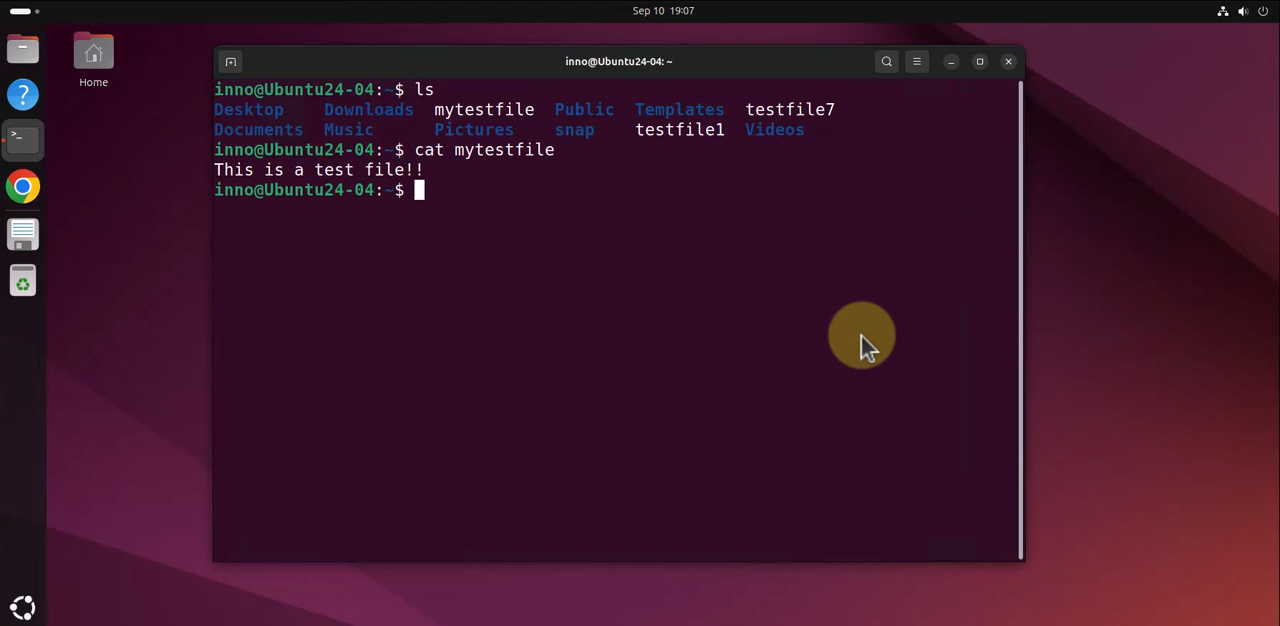 Sep 10 19:07
Home
inno@Ubuntu24-04: ~
inno@Ubuntu24-04:~$ ls
Desktop Downloads mytestfile Public Templates testfile7
Documents Music Pictures snap testfile1 Videos
inno@Ubuntu24-04:~$ cat mytestfile
This is a test file!!
inno@Ubuntu24-04:~$